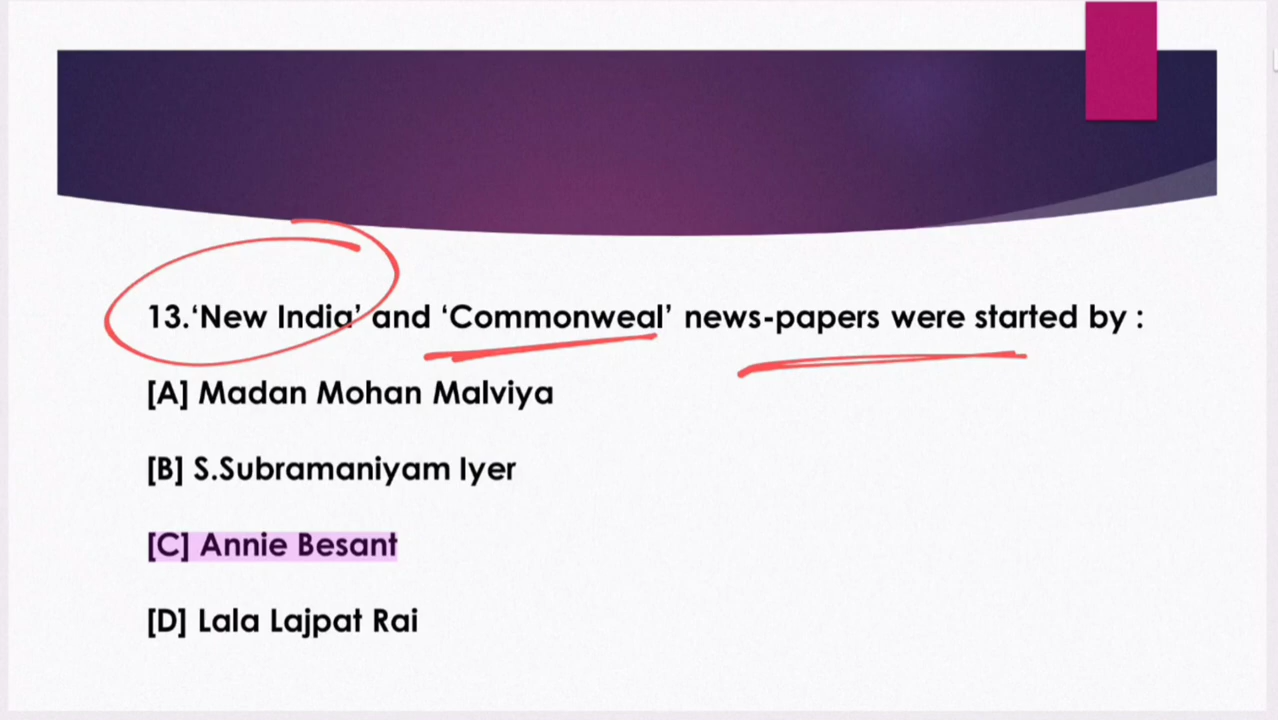 13.‘New India’ and ‘Commonweal’ news-papers were started by :
[A] Madan Mohan Malviya
[B] S.Subramaniyam Iyer
[C] Annie Besant
[D] Lala Lajpat Rai